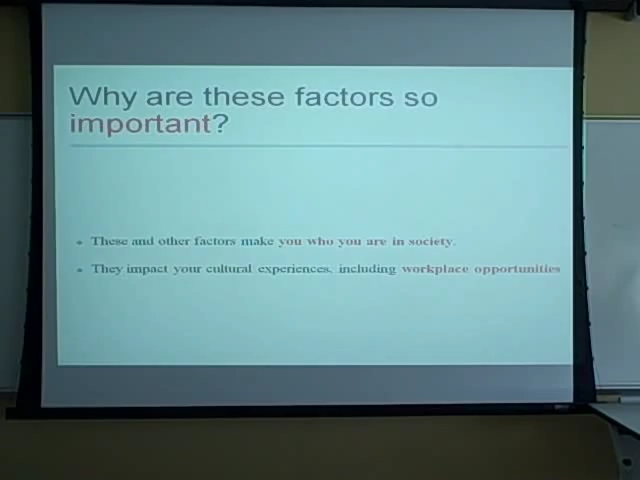 Why are these factors so
important?
• These and other factors make you who you are in society.
• They impact your cultural experiences, including workplace opportunities